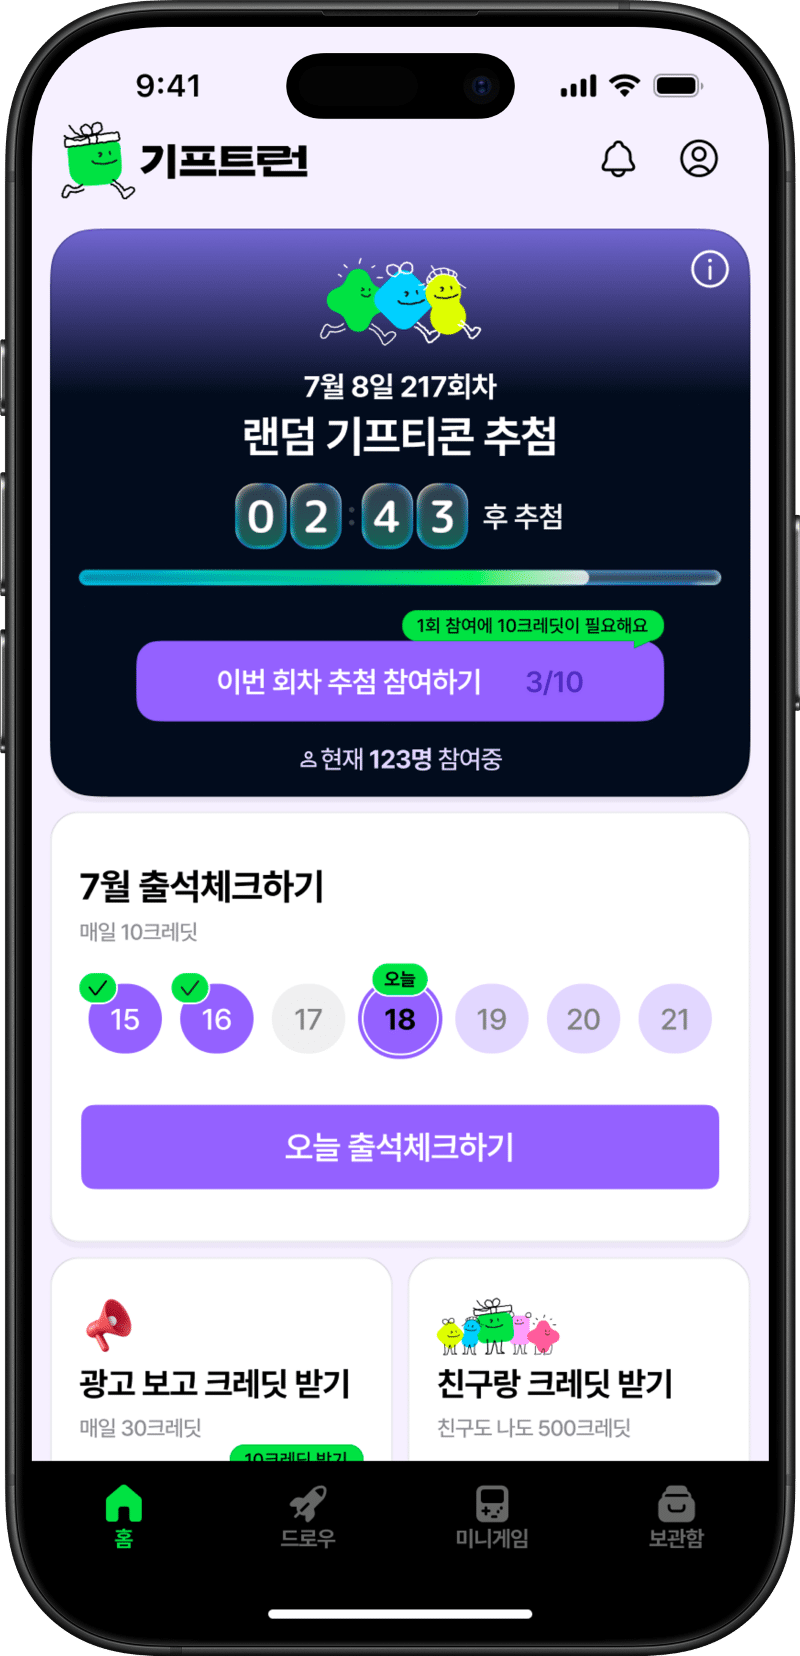 9:41
기프트런
7월 8일 217회차
랜덤 기프티콘 추첨
02:43 후 추첨
1회 참여에 10크레딧이 필요해요
이번 회차 추첨 참여하기 3/10
현재 123명 참여중
7월 출석체크하기
매일 10크레딧
오늘
15 16 17 18 19 20 21
오늘 출석체크하기
광고 보고 크레딧 받기
매일 30크레딧
10크레딧 받기
친구랑 크레딧 받기
친구도 나도 500크레딧
홈 드로우 미니게임 보관함